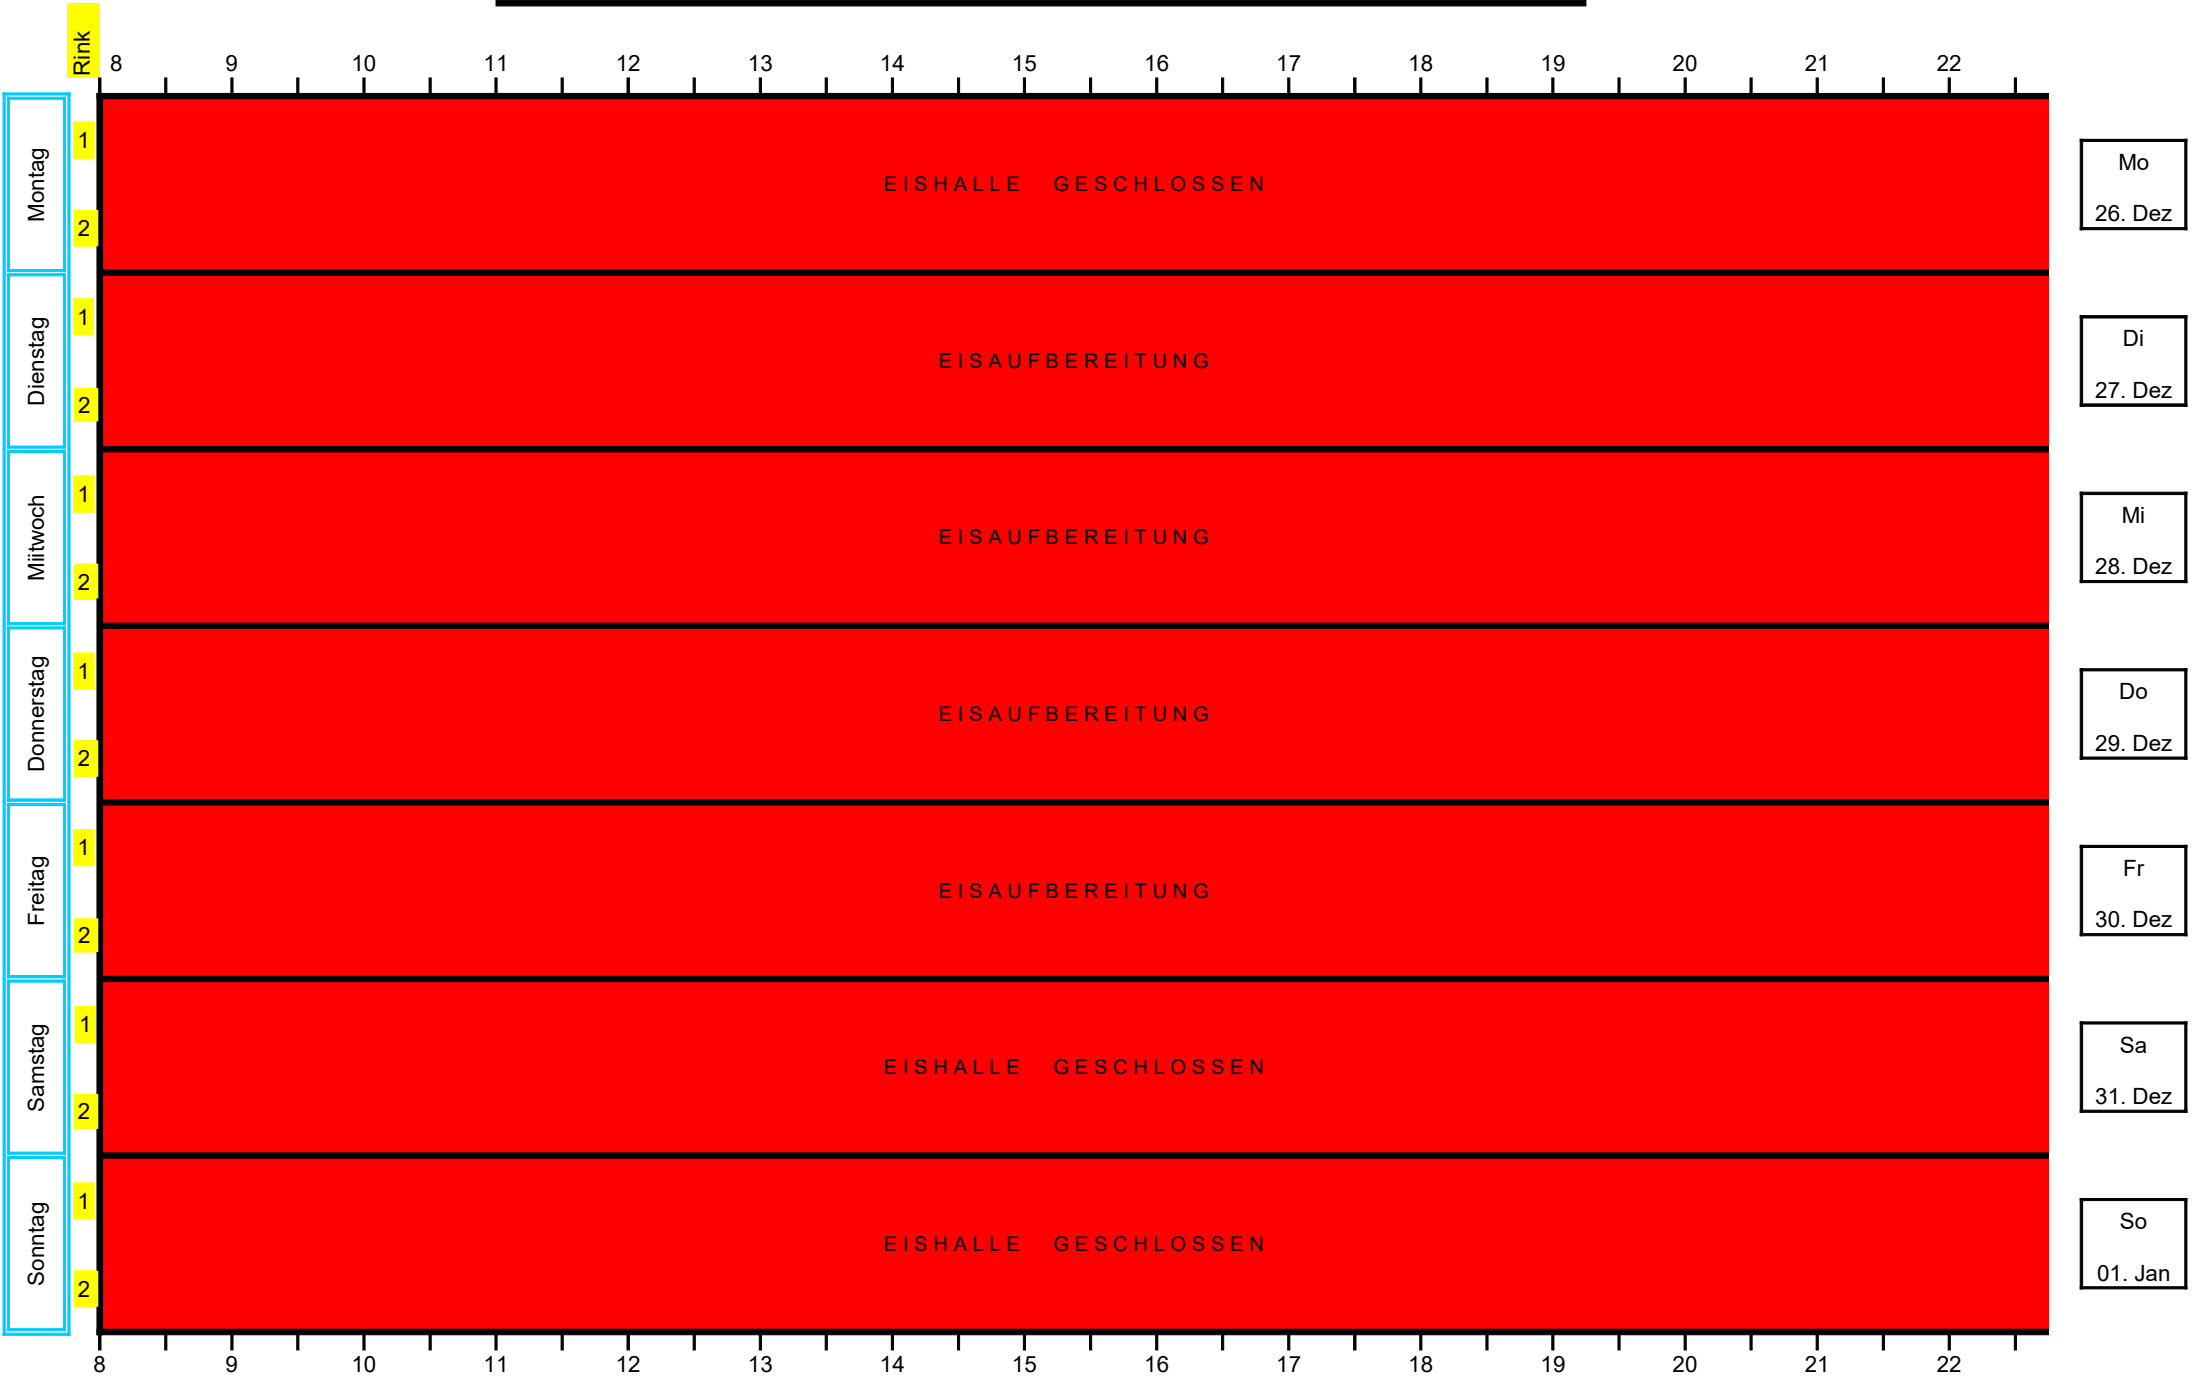 Rink
8 9 10 11 12 13 14 15 16 17 18 19 20 21 22
Montag
1
2
EISHALLE GESCHLOSSEN
Mo
26. Dez
Dienstag
1
2
EISAUFBEREITUNG
Di
27. Dez
Miitwoch
1
2
EISAUFBEREITUNG
Mi
28. Dez
Donnerstag
1
2
EISAUFBEREITUNG
Do
29. Dez
Freitag
1
2
EISAUFBEREITUNG
Fr
30. Dez
Samstag
1
2
EISHALLE GESCHLOSSEN
Sa
31. Dez
Sonntag
1
2
EISHALLE GESCHLOSSEN
So
01. Jan
8 9 10 11 12 13 14 15 16 17 18 19 20 21 22